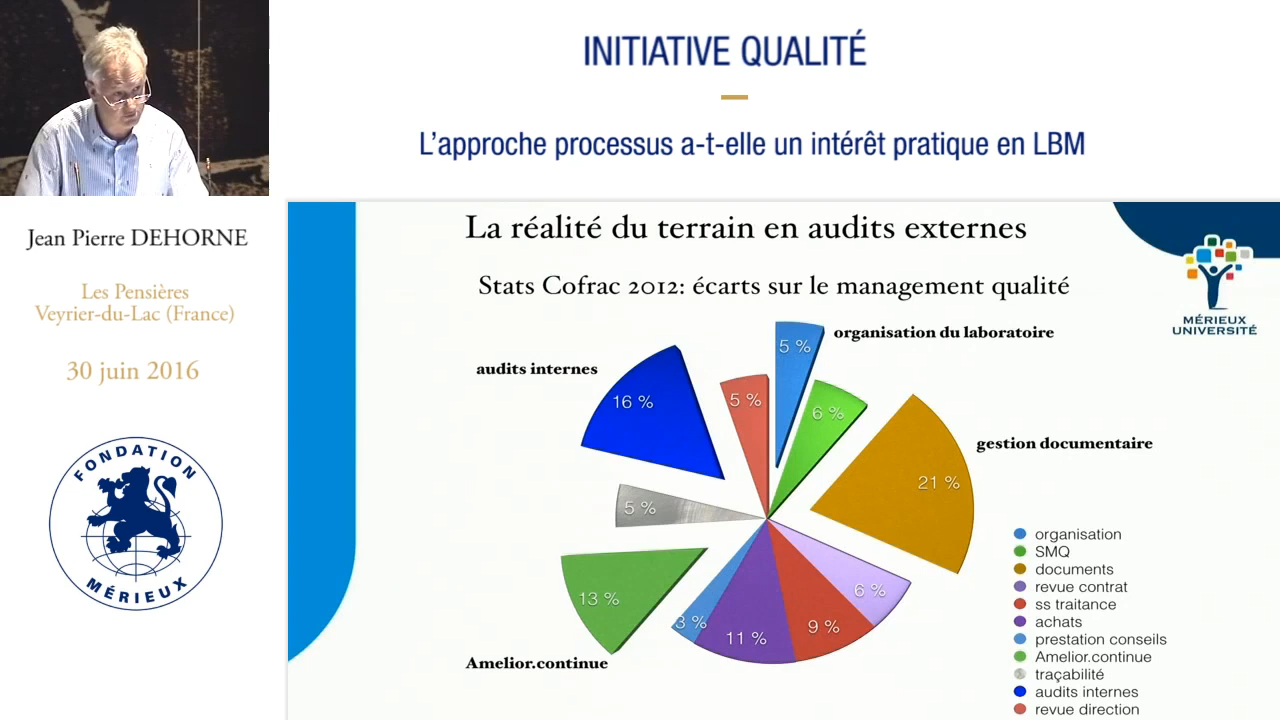 INITIATIVE QUALITÉ
L'approche processus a-t-elle un intérêt pratique en LBM
Jean Pierre DEHORNE
Les Pensières
Veyrier-du-Lac (France)
30 juin 2016
FONDATION
MÉRIEUX
La réalité du terrain en audits externes
Stats Cofrac 2012: écarts sur le management qualité
MÉRIEUX
UNIVERSITÉ
organisation du laboratoire
5 %
audits internes
16 %
5 %
6 %
gestion documentaire
21 %
5 %
13 %
3 %
11 %
9 %
6 %
Amelior.continue
organisation
SMQ
documents
revue contrat
ss traitance
achats
prestation conseils
Amelior.continue
traçabilité
audits internes
revue direction